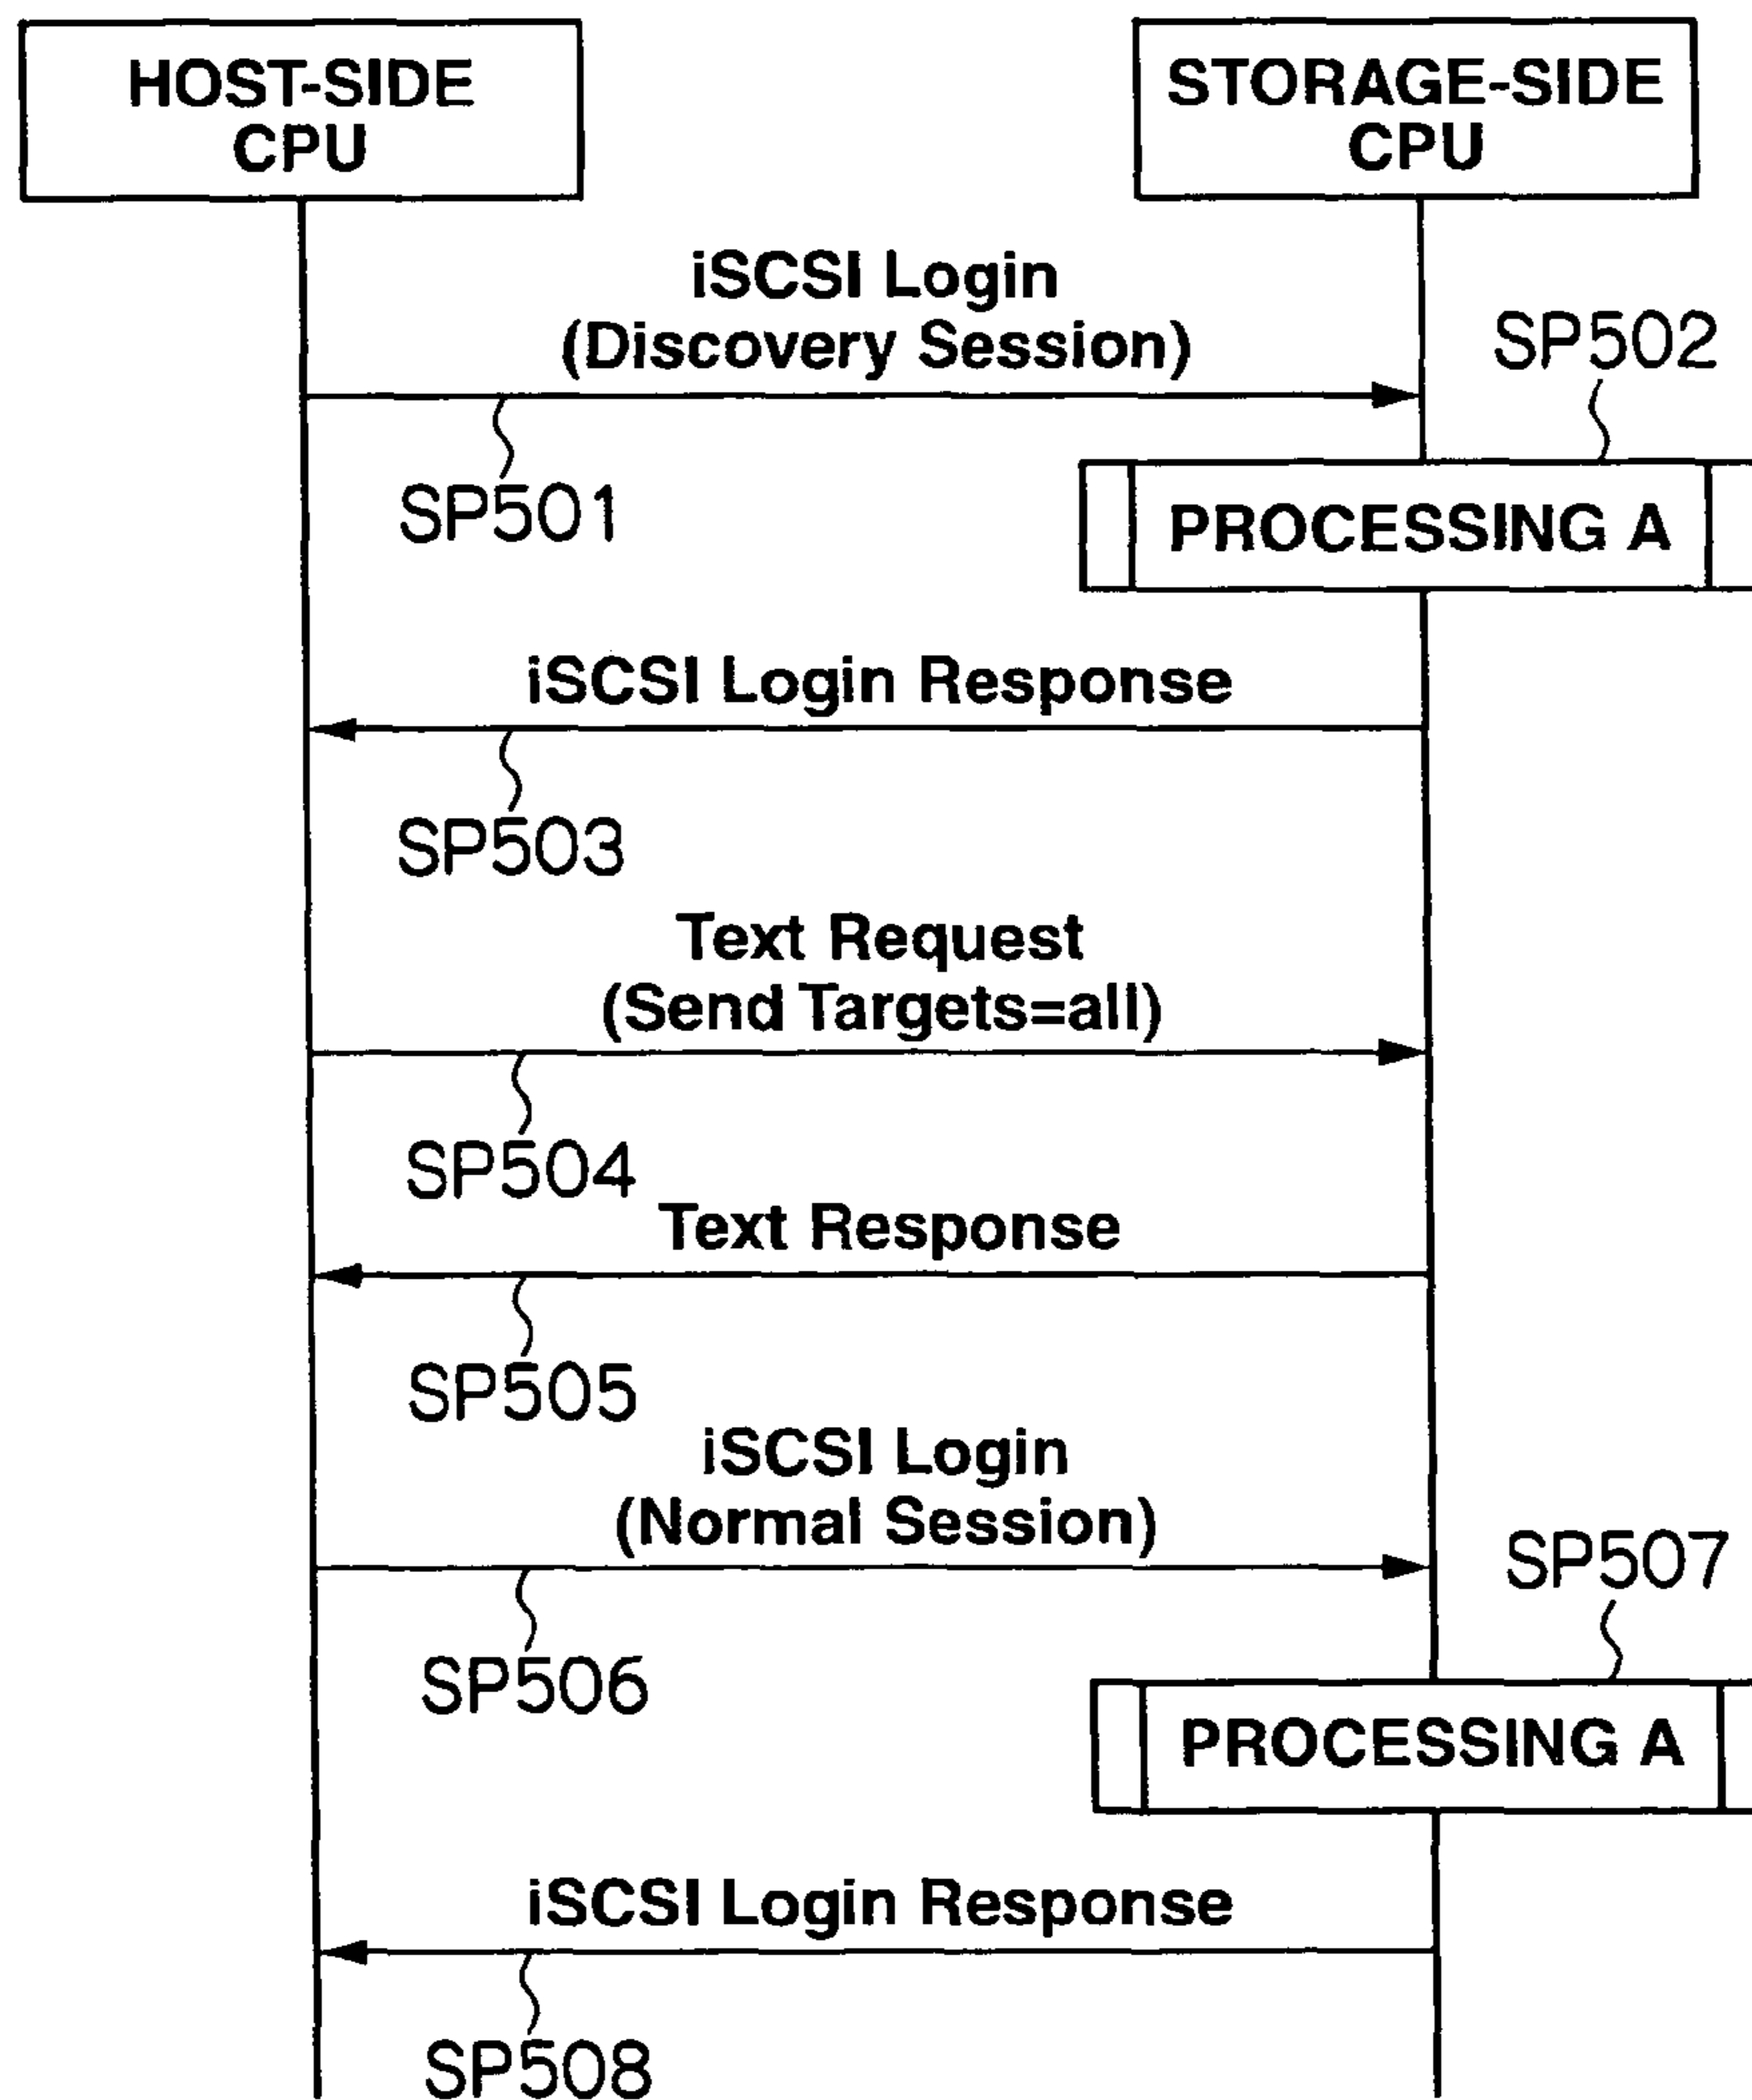 HOST-SIDE
CPU
STORAGE-SIDE
CPU
iSCSI Login
(Discovery Session)
SP502
SP501
PROCESSING A
iSCSI Login Response
SP503
Text Request
(Send Targets=all)
SP504
Text Response
SP505
iSCSI Login
(Normal Session)
SP507
SP506
PROCESSING A
iSCSI Login Response
SP508